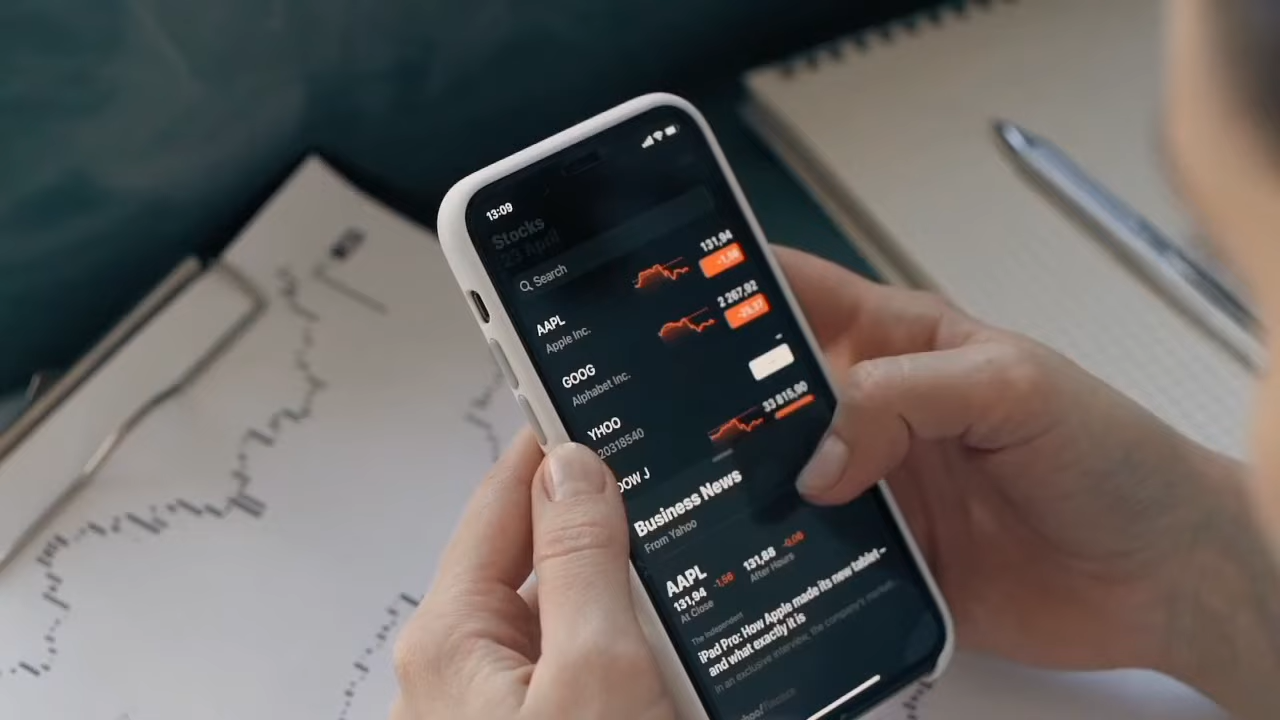 13:09
Stocks
23 April
Search
AAPL
131,94
Apple Inc.
-1,56
GOOG
2 267,92
Alphabet Inc.
YHOO
20318540
DOW J
33 815,90
Business News
From Yahoo
AAPL
131,94 -1,56 131,88 -0,06
At Close After Hours
The Independent
iPad Pro: How Apple made its new tablet –
and what exactly it is
In an exclusive interview, the company's market...